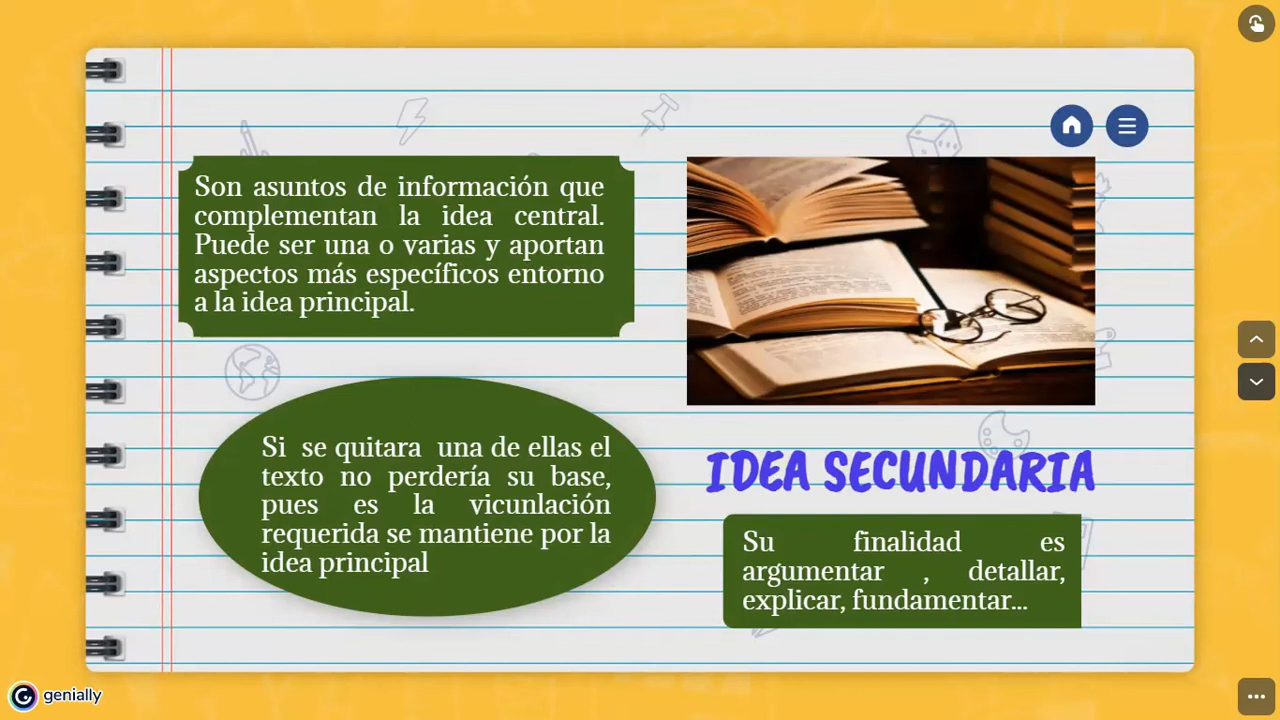 Son asuntos de información que
complementan la idea central.
Puede ser una o varias y aportan
aspectos más específicos entorno
a la idea principal.
Si se quitara una de ellas el
texto no perdería su base,
pues es la vicunlación
requerida se mantiene por la
idea principal
IDEA SECUNDARIA
Su finalidad es
argumentar , detallar,
explicar, fundamentar...
genially